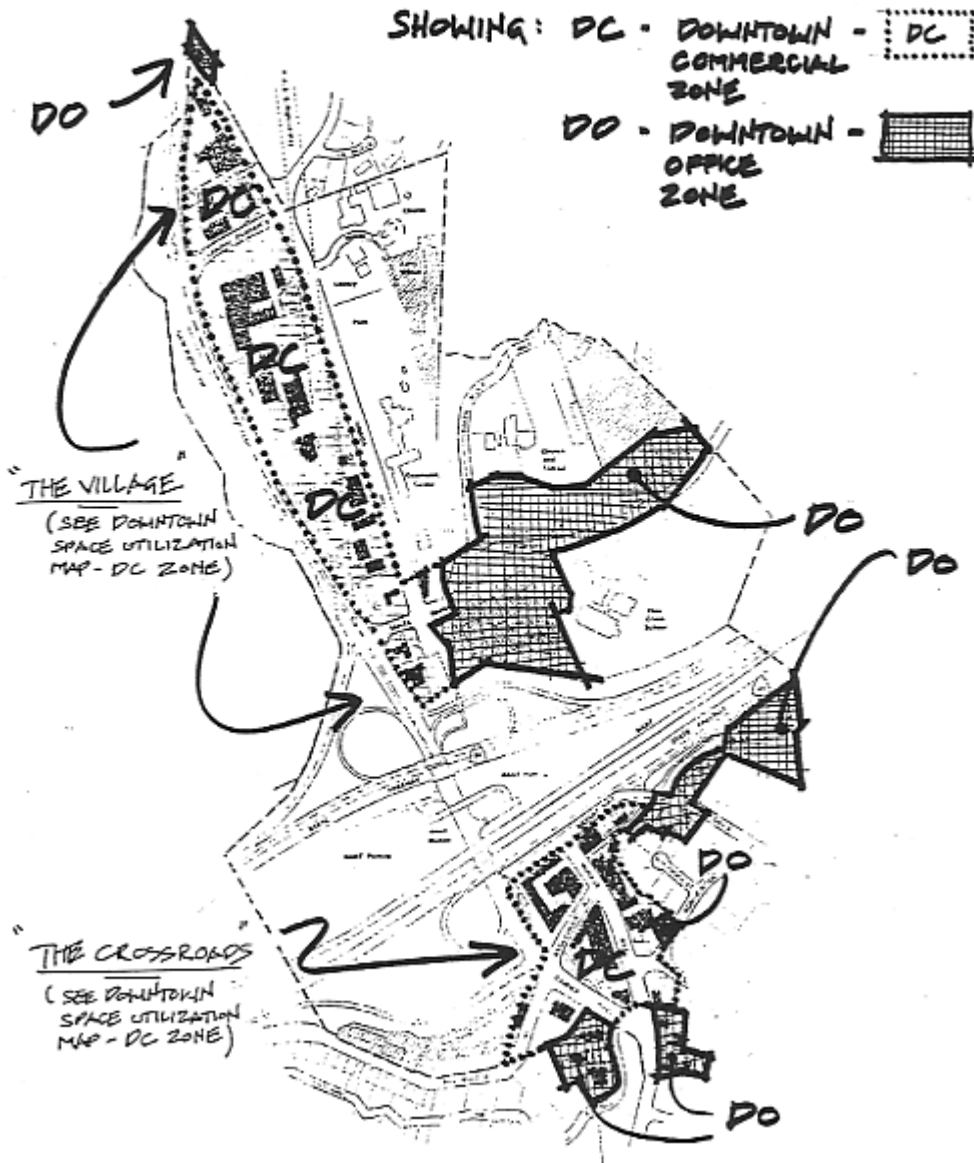 SHOWING: DC - DOWNTOWN - DC
COMMERCIAL
ZONE
DO - DOWNTOWN -
OFFICE
ZONE
DO
DC
DC
DC
"THE VILLAGE"
(SEE DOWNTOWN
SPACE UTILIZATION
MAP - DC ZONE)
DO
DO
DO
DC
"THE CROSSROADS"
(SEE DOWNTOWN
SPACE UTILIZATION
MAP - DC ZONE)
DO